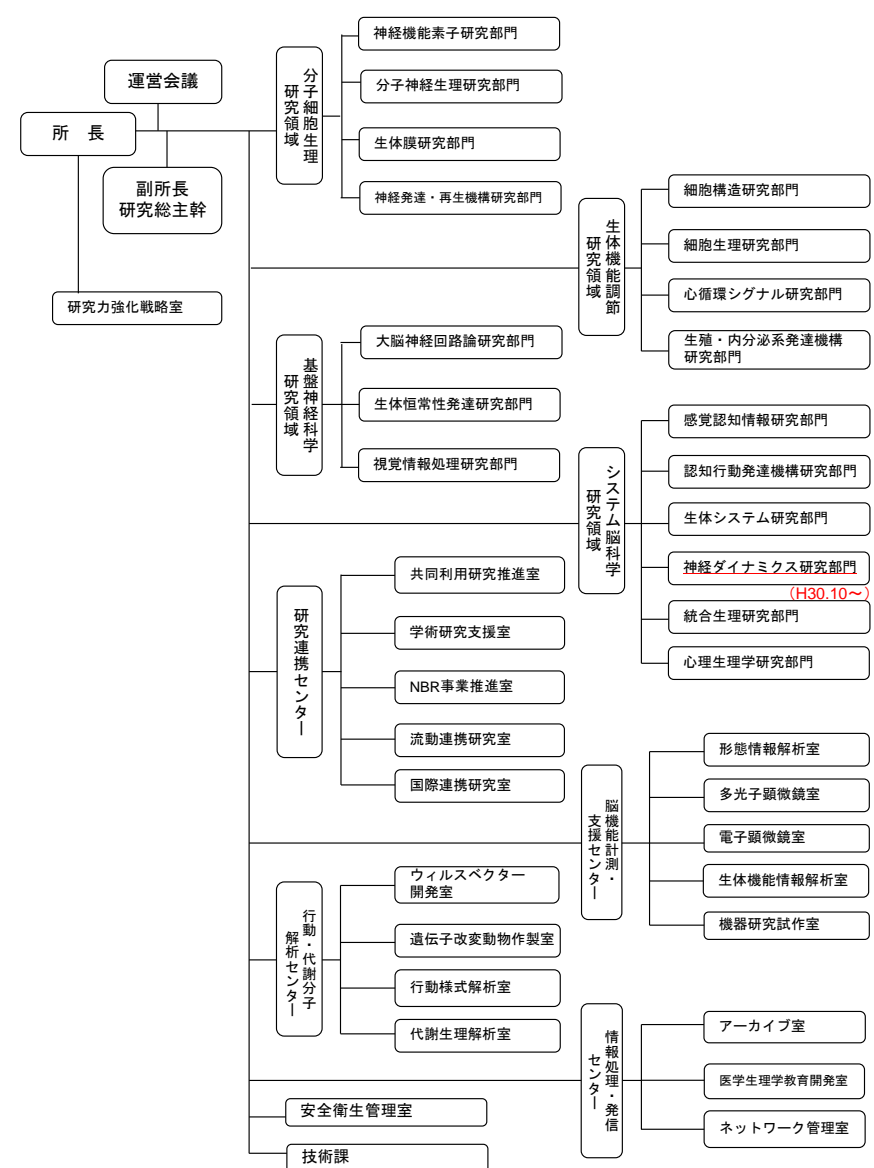 運営会議
所　長
副所長
研究総主幹
研究力強化戦略室
分子細胞生理
研究領域
神経機能素子研究部門
分子神経生理研究部門
生体膜研究部門
神経発達・再生機構研究部門
生体機能調節
研究領域
細胞構造研究部門
細胞生理研究部門
心循環シグナル研究部門
生殖・内分泌系発達機構
研究部門
基盤神経科学
研究領域
大脳神経回路論研究部門
生体恒常性発達研究部門
視覚情報処理研究部門
システム脳科学
研究領域
感覚認知情報研究部門
認知行動発達機構研究部門
生体システム研究部門
神経ダイナミクス研究部門
（H30.10～）
統合生理研究部門
心理生理学研究部門
研究連携センター
共同利用研究推進室
学術研究支援室
NBR事業推進室
流動連携研究室
国際連携研究室
脳機能計測・
支援センター
形態情報解析室
多光子顕微鏡室
電子顕微鏡室
生体機能情報解析室
機器研究試作室
行動・代謝分子
解析センター
ウィルスベクター
開発室
遺伝子改変動物作製室
行動様式解析室
代謝生理解析室
情報処理・発信
センター
アーカイブ室
医学生理学教育開発室
ネットワーク管理室
安全衛生管理室
技術課